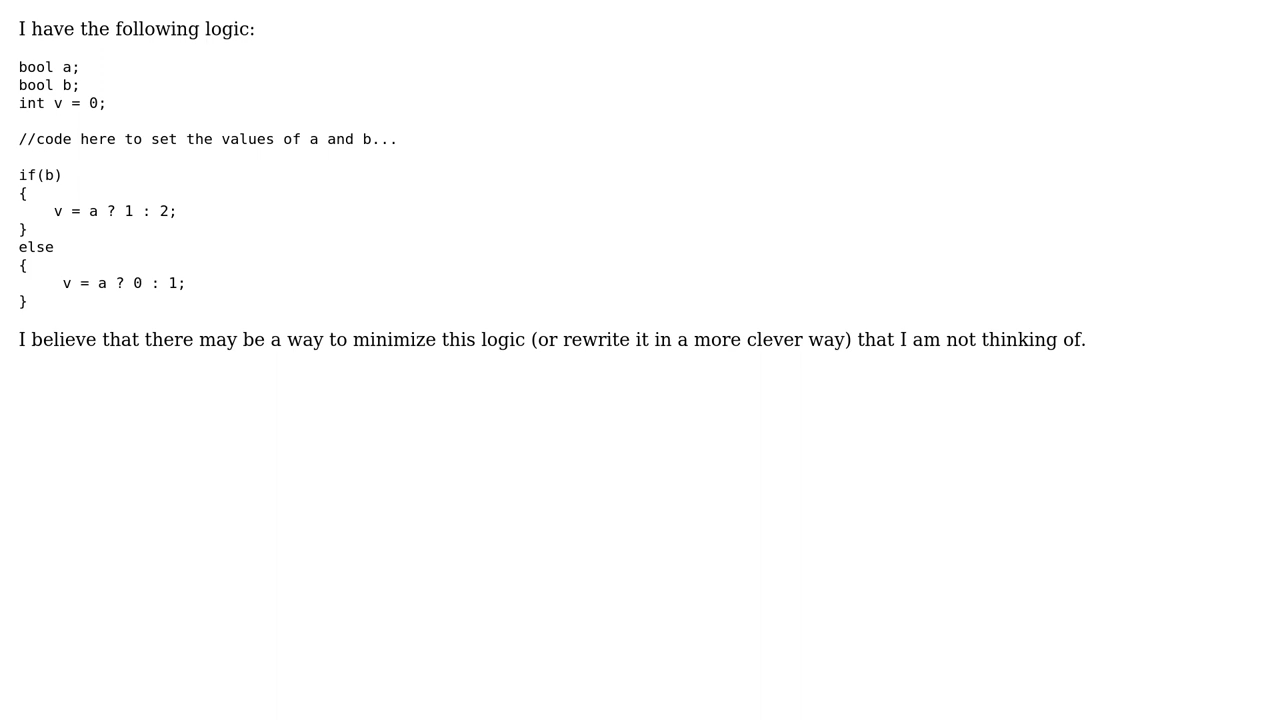 I have the following logic:
bool a;
bool b;
int v = 0;
//code here to set the values of a and b...
if(b)
{
    v = a ? 1 : 2;
}
else
{
     v = a ? 0 : 1;
}
I believe that there may be a way to minimize this logic (or rewrite it in a more clever way) that I am not thinking of.